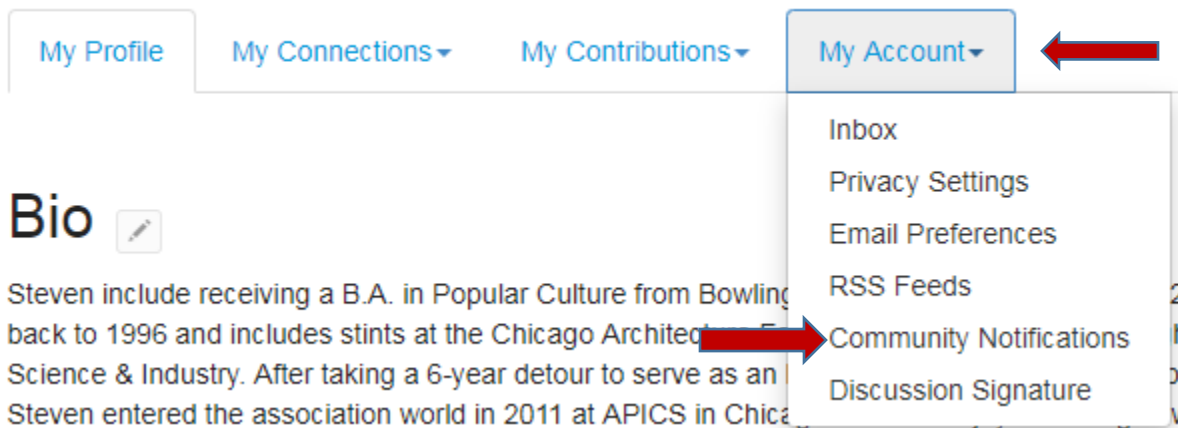 My Profile My Connections My Contributions My Account
Inbox
Privacy Settings
Email Preferences
RSS Feeds
Community Notifications
Discussion Signature
Bio
Steven include receiving a B.A. in Popular Culture from Bowling
back to 1996 and includes stints at the Chicago
Science & Industry. After taking a 6-year detour to serve as an
Steven entered the association world in 2011 at APICS in